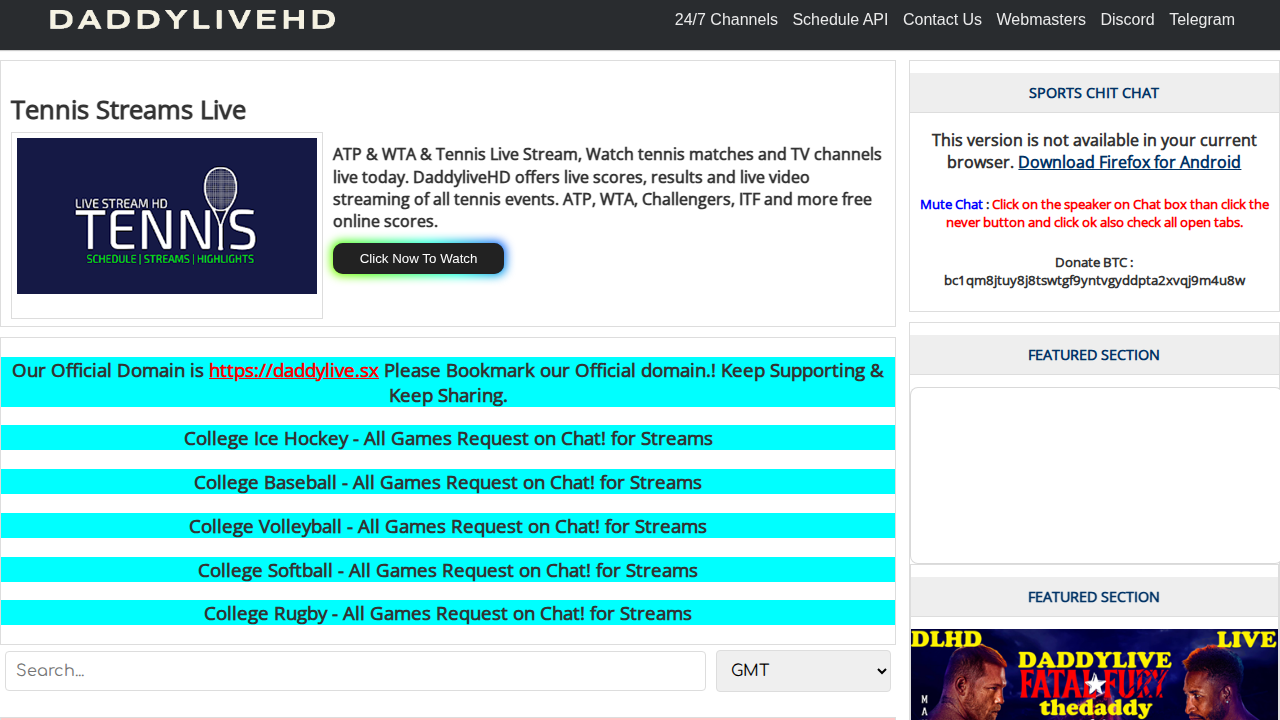 DADDYLIVEHD
24/7 Channels Schedule API Contact Us Webmasters Discord Telegram
Tennis Streams Live
LIVE STREAM HD
TENNIS
SCHEDULE | STREAMS | HIGHLIGHTS
ATP & WTA & Tennis Live Stream, Watch tennis matches and TV channels
live today. DaddyliveHD offers live scores, results and live video
streaming of all tennis events. ATP, WTA, Challengers, ITF and more free
online scores.
Click Now To Watch
Our Official Domain is https://daddylive.sx Please Bookmark our Official domain.! Keep Supporting &
Keep Sharing.
College Ice Hockey - All Games Request on Chat! for Streams
College Baseball - All Games Request on Chat! for Streams
College Volleyball - All Games Request on Chat! for Streams
College Softball - All Games Request on Chat! for Streams
College Rugby - All Games Request on Chat! for Streams
Search...
GMT
SPORTS CHIT CHAT
This version is not available in your current
browser. Download Firefox for Android
Mute Chat : Click on the speaker on Chat box than click the
never button and click ok also check all open tabs.
Donate BTC :
bc1qm8jtuy8j8tswtgf9yntvgyddpta2xvqj9m4u8w
FEATURED SECTION
FEATURED SECTION
DLHD
LIVE
DADDYLIVE
FATAL FURY
thedaddy
M
A